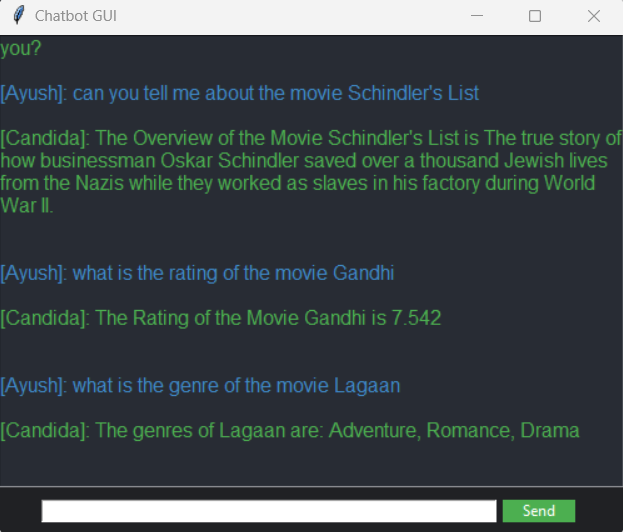 Chatbot GUI
you?
[Ayush]: can you tell me about the movie Schindler's List
[Candida]: The Overview of the Movie Schindler's List is The true story of
how businessman Oskar Schindler saved over a thousand Jewish lives
from the Nazis while they worked as slaves in his factory during World
War II.
[Ayush]: what is the rating of the movie Gandhi
[Candida]: The Rating of the Movie Gandhi is 7.542
[Ayush]: what is the genre of the movie Lagaan
[Candida]: The genres of Lagaan are: Adventure, Romance, Drama
Send